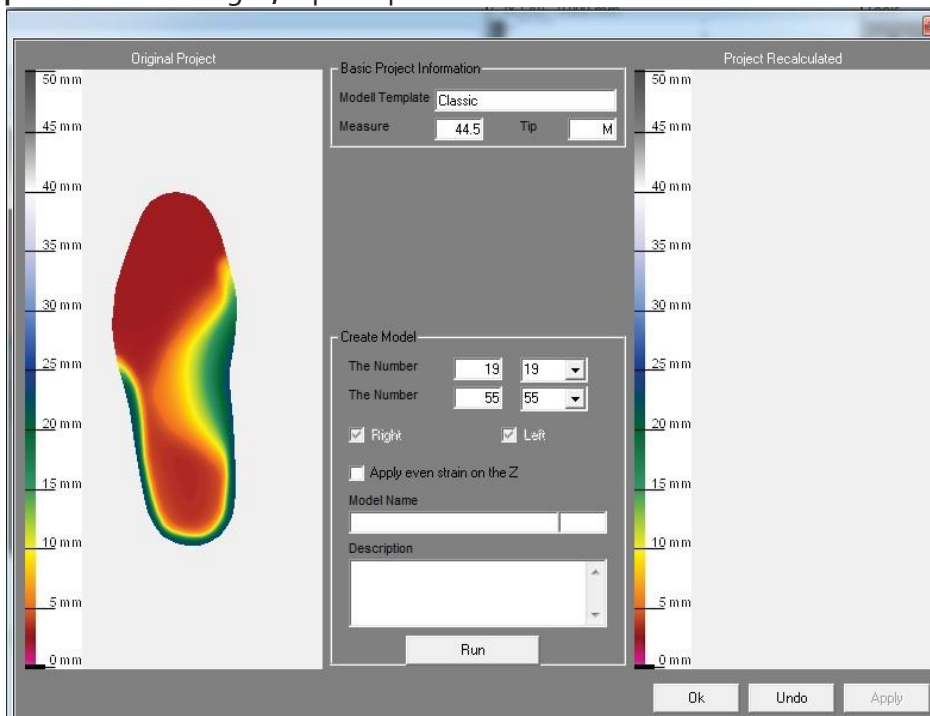 Original Project
50 mm
45 mm
40 mm
35 mm
30 mm
25 mm
20 mm
15 mm
10 mm
5 mm
0 mm
Basic Project Information
Modell Template Classic
Measure 44.5 Tip M
Create Model
The Number 19 19
The Number 55 55
Right Left
Apply even strain on the Z
Model Name
Description
Run
Project Recalculated
50 mm
45 mm
40 mm
35 mm
30 mm
25 mm
20 mm
15 mm
10 mm
5 mm
0 mm
Ok Undo Apply